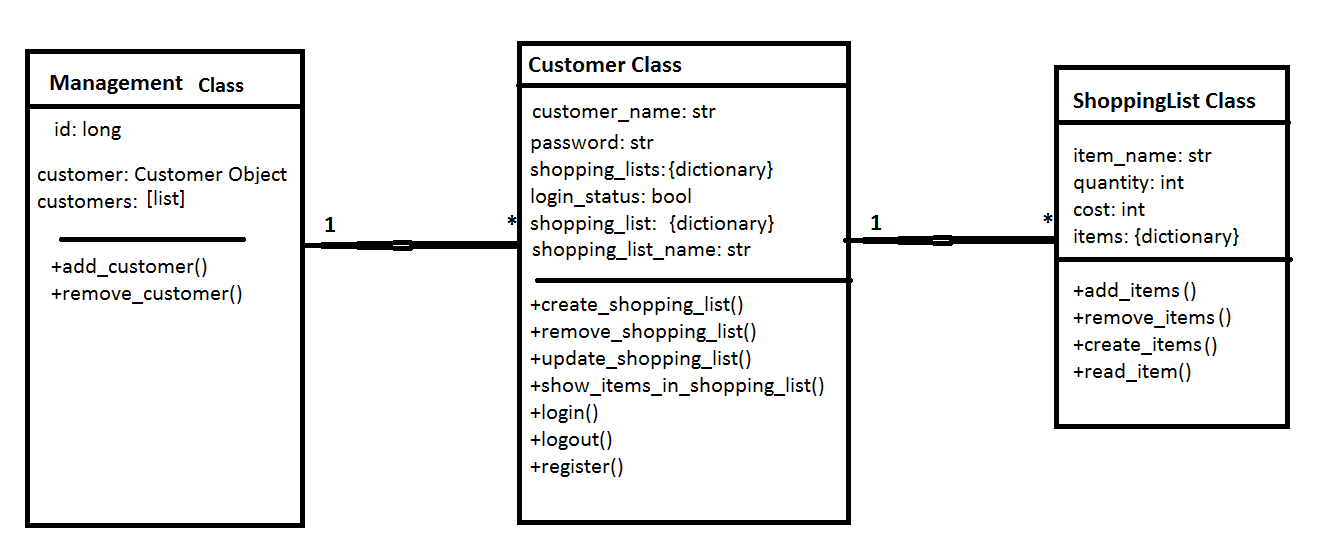 Management Class
id: long
customer: Customer Object
customers: [list]
+add_customer()
+remove_customer()
1
*
Customer Class
customer_name: str
password: str
shopping_lists:{dictionary}
login_status: bool
shopping_list: {dictionary}
shopping_list_name: str
+create_shopping_list()
+remove_shopping_list()
+update_shopping_list()
+show_items_in_shopping_list()
+login()
+logout()
+register()
1
*
ShoppingList Class
item_name: str
quantity: int
cost: int
items: {dictionary}
+add_items()
+remove_items()
+create_items()
+read_item()